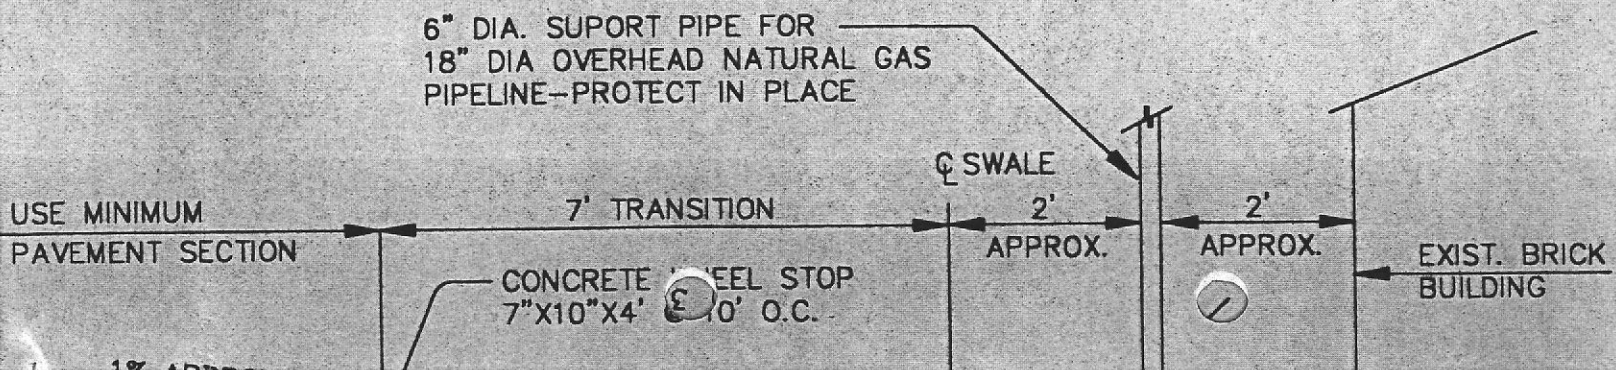 6" DIA. SUPORT PIPE FOR
18" DIA OVERHEAD NATURAL GAS
PIPELINE-PROTECT IN PLACE
℄ SWALE
USE MINIMUM
PAVEMENT SECTION
7' TRANSITION
2'
APPROX.
2'
APPROX.
EXIST. BRICK
BUILDING
CONCRETE STOP
7"X10"X4' O.C.
1%